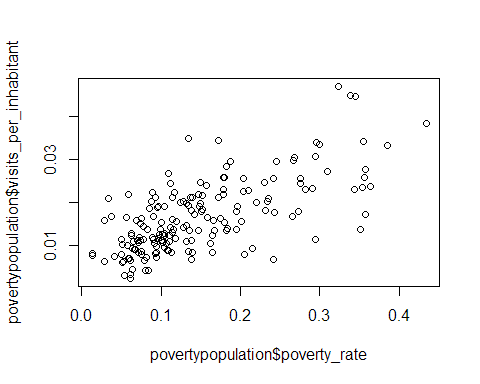 povertypopulation$visits_per_inhabitant
0.03
0.01
0.0 0.1 0.2 0.3 0.4
povertypopulation$poverty_rate